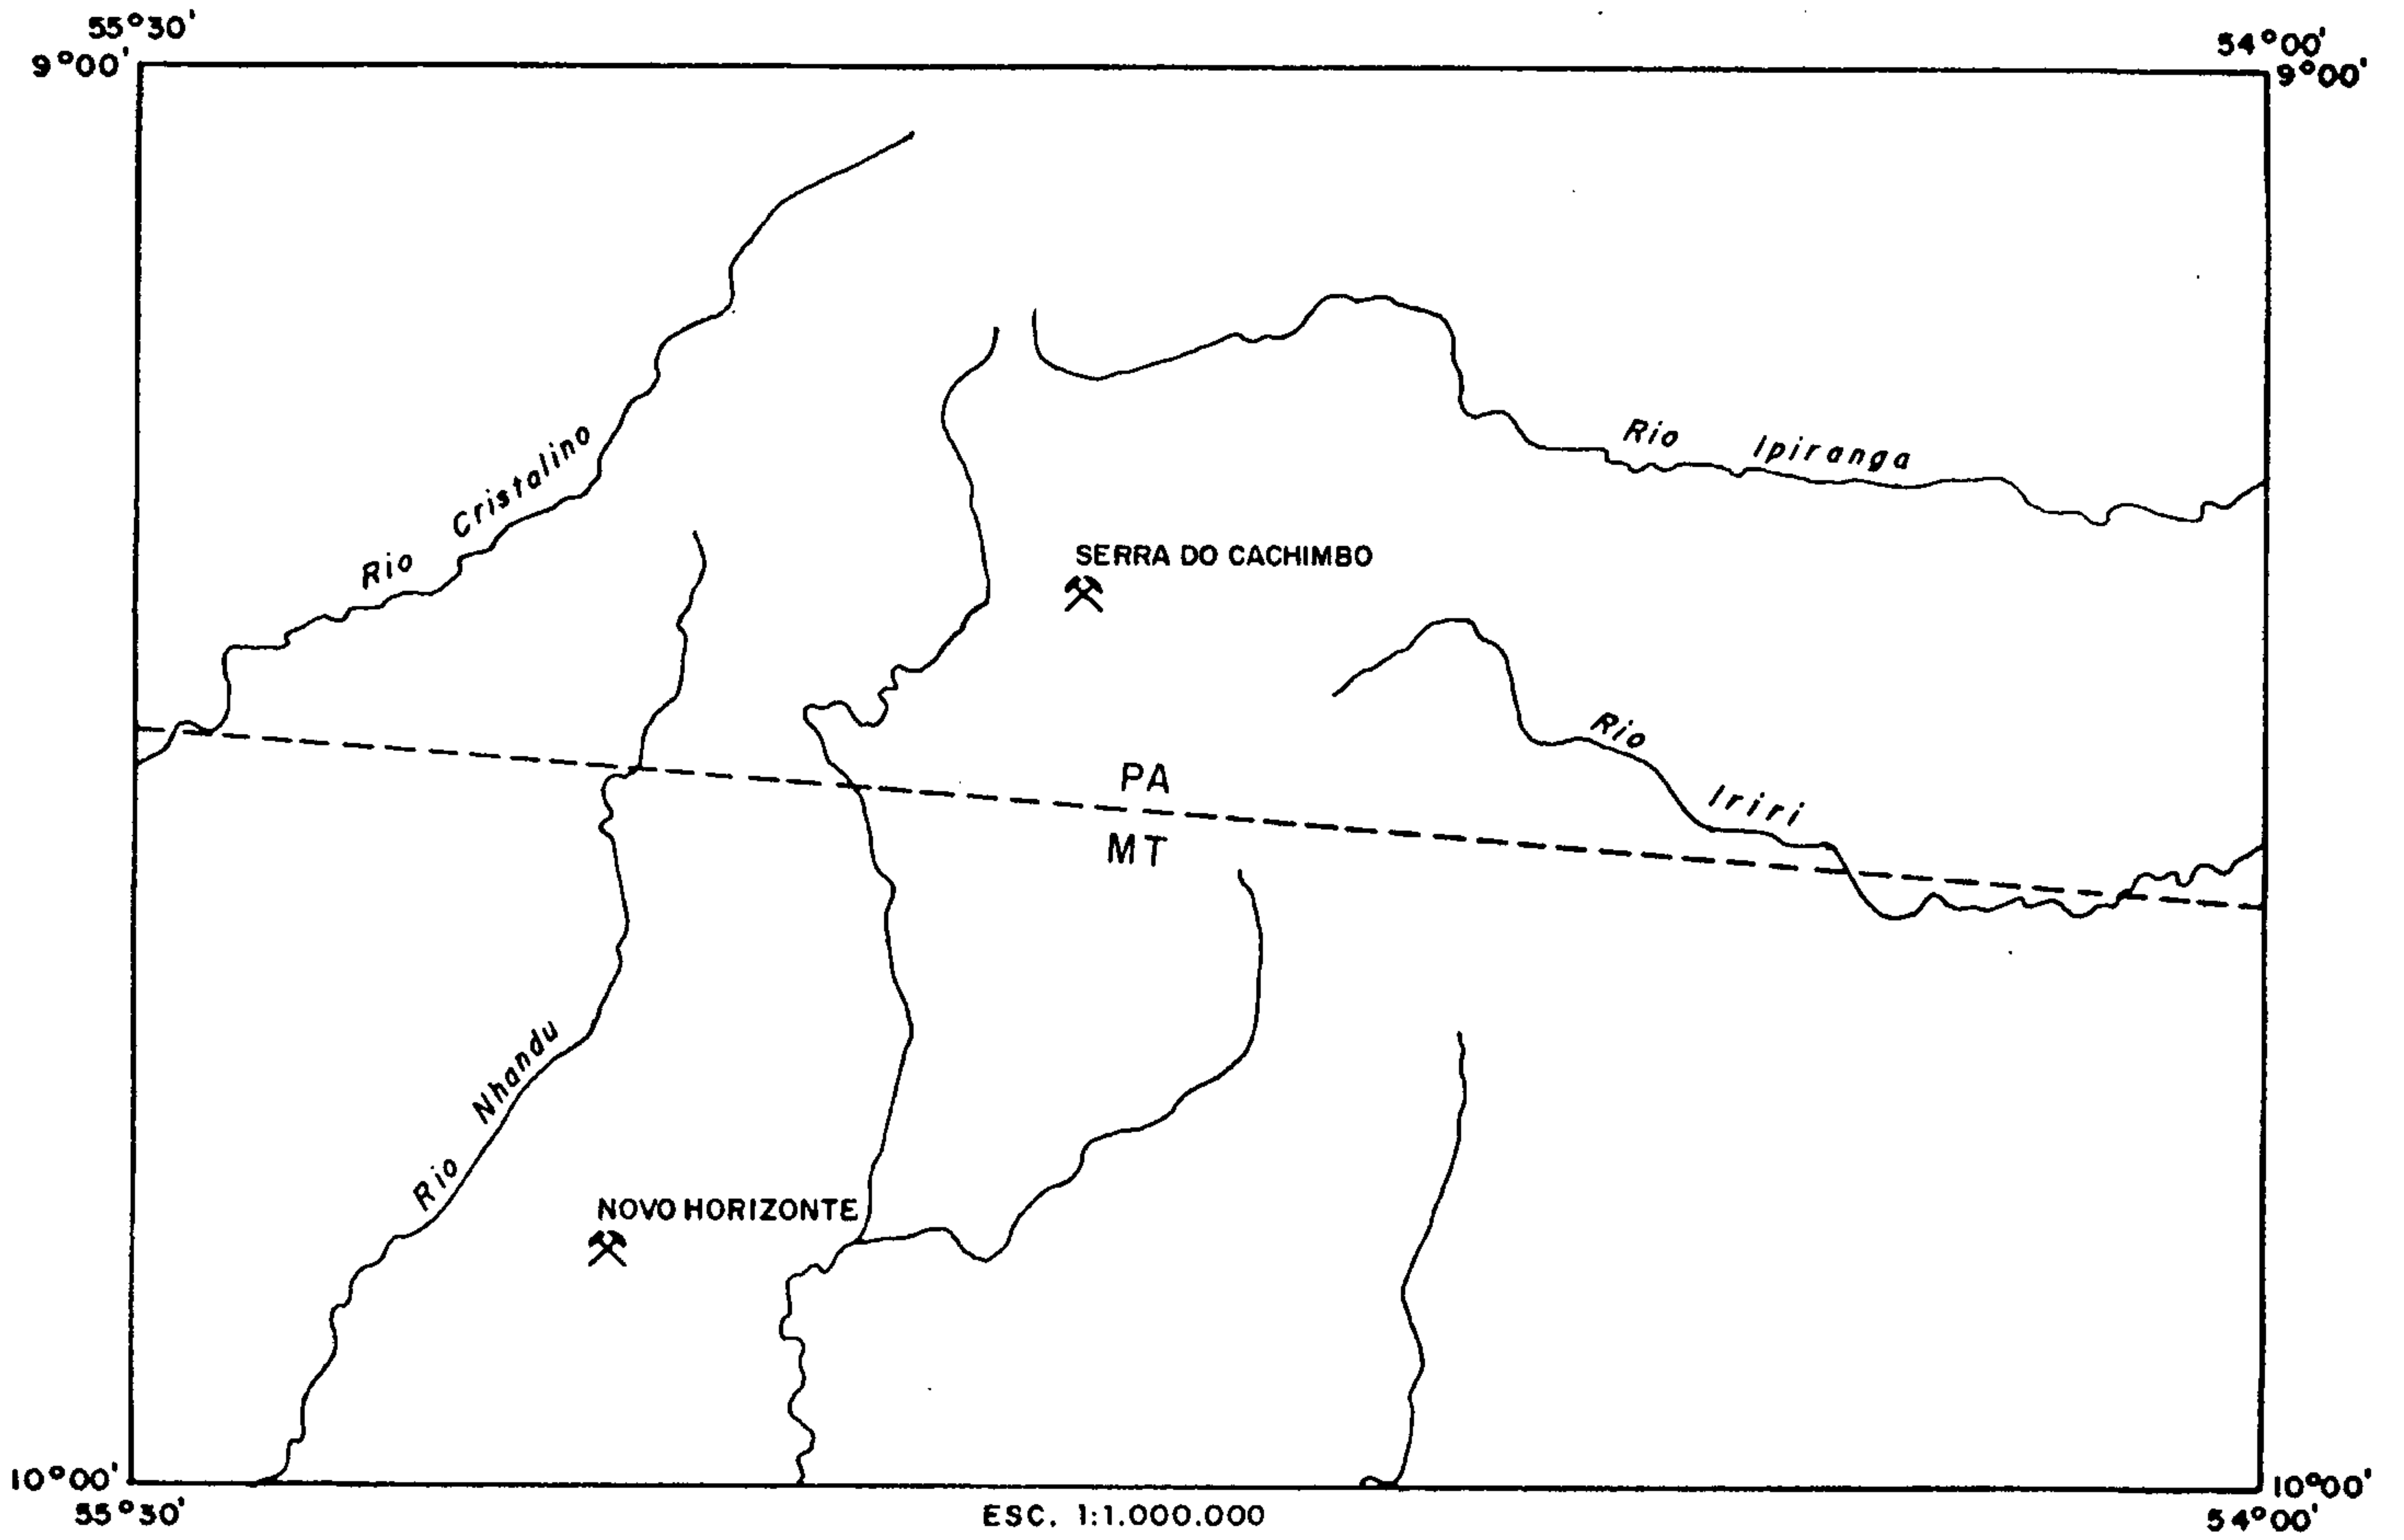 55°30'
54°00'
9°00'
9°00'
Rio Cristalino
Rio Ipiranga
SERRA DO CACHIMBO
Rio Iriri
PA
MT
Rio Nhandu
NOVO HORIZONTE
10°00'
10°00'
55°30'
ESC. 1:1.000.000
54°00'